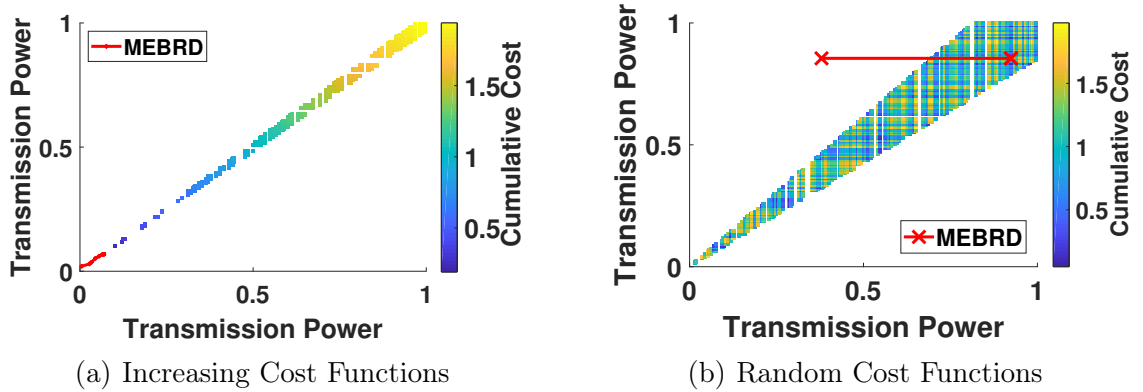 Transmission Power
1
0.5
0
MEBRD
0
0.5
1
Transmission Power
1.5
1
0.5
Cumulative Cost
(a) Increasing Cost Functions
Transmission Power
1
0.5
0
MEBRD
0
0.5
1
Transmission Power
1.5
1
0.5
Cumulative Cost
(b) Random Cost Functions